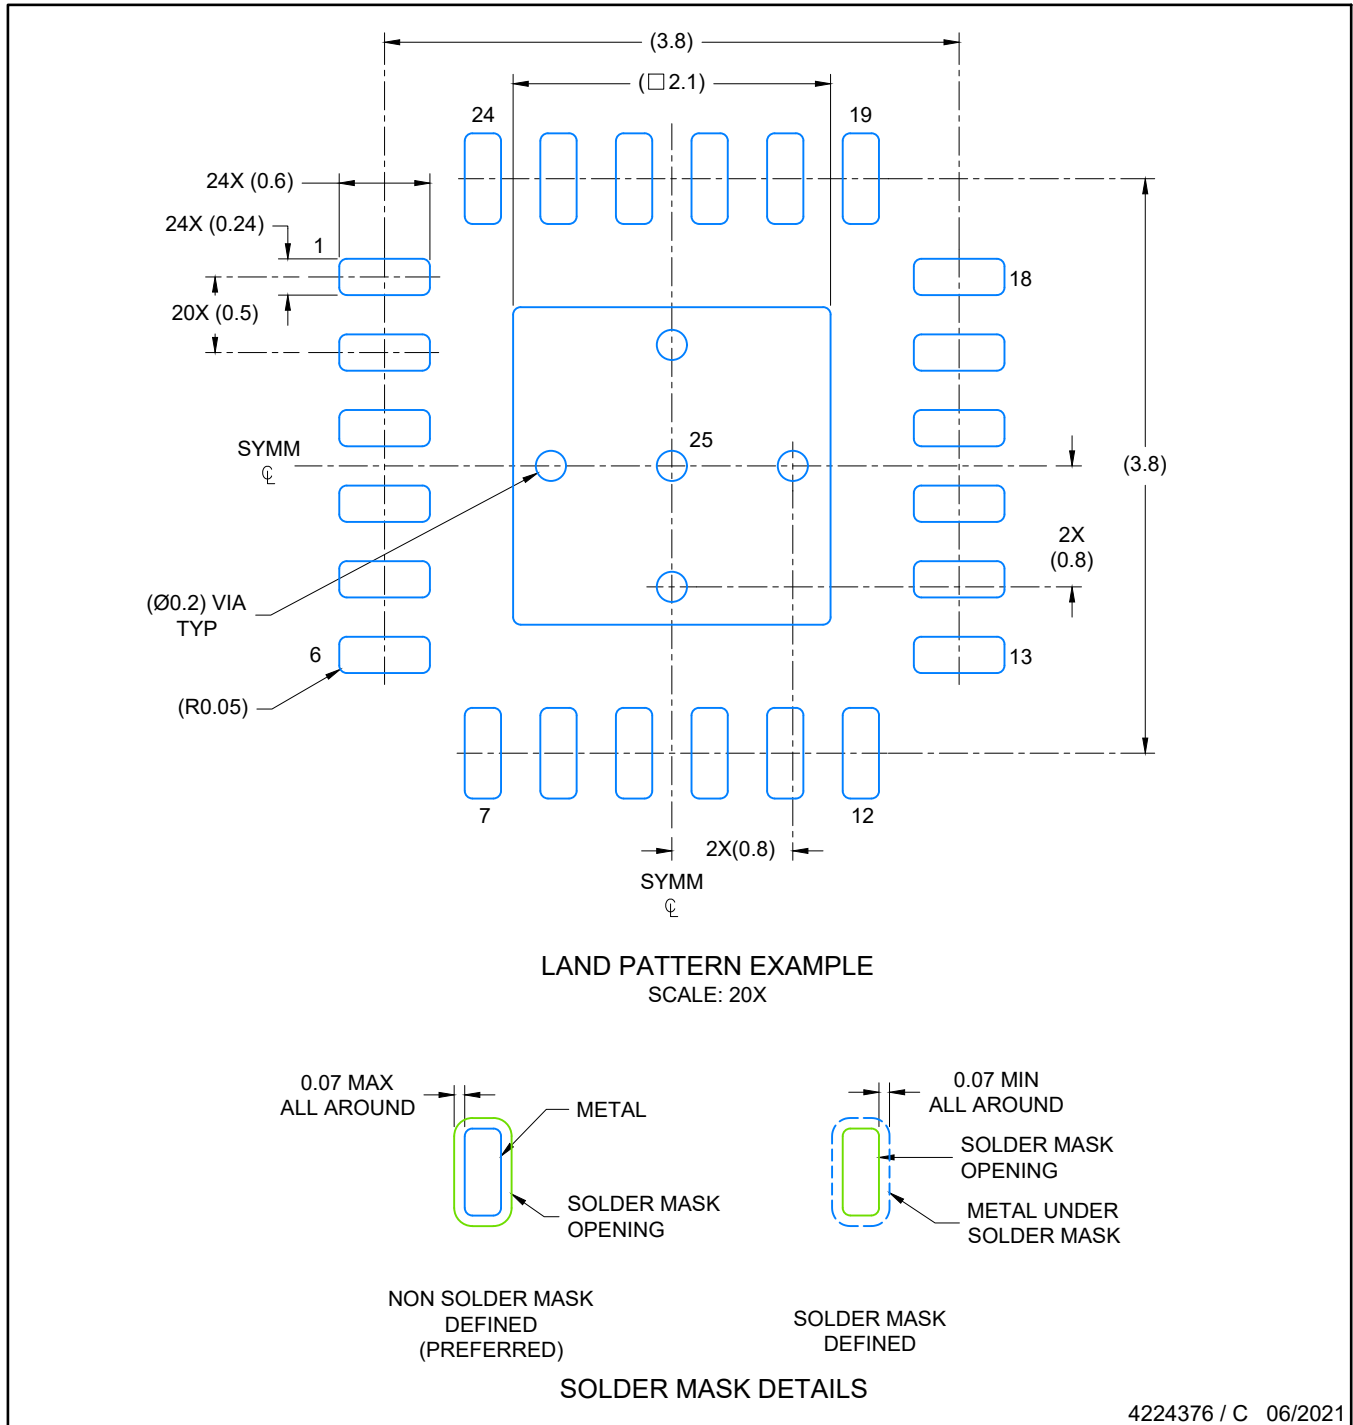 (3.8)
(□2.1)
24
19
24X (0.6)
24X (0.24)
1
18
20X (0.5)
SYMM
℄
25
(3.8)
2X
(0.8)
(Ø0.2) VIA
TYP
6
13
(R0.05)
7
12
2X(0.8)
SYMM
℄
LAND PATTERN EXAMPLE
SCALE: 20X
0.07 MAX
ALL AROUND
METAL
SOLDER MASK
OPENING
0.07 MIN
ALL AROUND
SOLDER MASK
OPENING
METAL UNDER
SOLDER MASK
NON SOLDER MASK
DEFINED
(PREFERRED)
SOLDER MASK
DEFINED
SOLDER MASK DETAILS
4224376 / C 06/2021